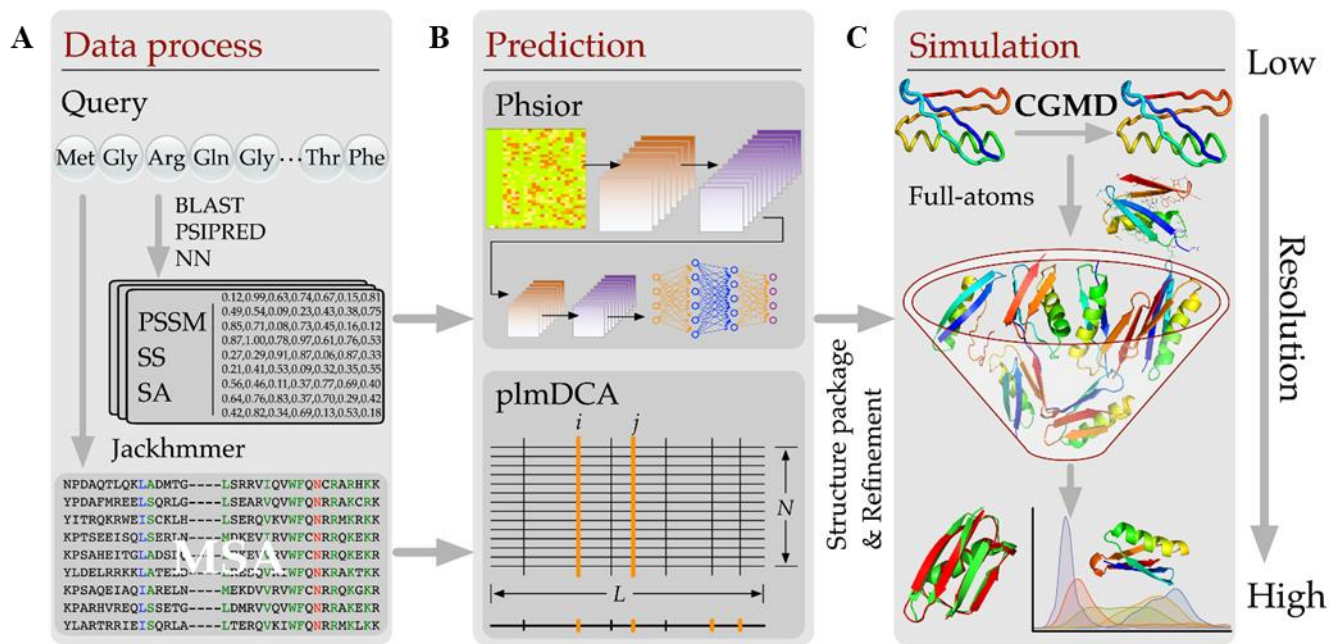 A
Data process
Query
Met Gly Arg Gln Gly ... Thr Phe
BLAST
PSIPRED
NN
PSSM
SS
SA
0.12,0.99,0.63,0.74,0.67,0.15,0.81
0.49,0.54,0.09,0.23,0.43,0.38,0.75
0.85,0.71,0.08,0.73,0.45,0.16,0.12
0.87,1.00,0.78,0.97,0.61,0.76,0.53
0.27,0.29,0.91,0.87,0.06,0.87,0.33
0.21,0.41,0.53,0.09,0.32,0.35,0.55
0.56,0.46,0.11,0.37,0.77,0.69,0.40
0.64,0.76,0.83,0.37,0.70,0.29,0.42
0.42,0.82,0.34,0.69,0.13,0.53,0.18
Jackhmmer
NPDAQTLQKLADMTG----LSRRVIQVWFQNCRARHKK
YPDAFMREELSQRLG----LSEARVQVWFQNRRAKCRK
YITRQKRWEISCKLH----LSERQVKVWFQNRRMKRKK
KPTSEEISQLSERLN----MDKEVIRVWFCNRRQKEKR
KPSAHEITGLADSL
VWFCNRRQKEKR
YLDELRRKKLATELD
VWFQNKRAKTKK
KPSAQEIAQIARELN----MEKDVVRVWFCNRRQKGKR
KPARHVREQLSSETG----LDMRVVQVWFQNRRAKEKR
YLARTRRIEISQRLA----LTERQVKIWFQNRRMKLKK
MSA
B
Prediction
Phsior
plmDCA
i
j
N
L
Structure package
& Refinement
C
Simulation
CGMD
Full-atoms
Low
Resolution
High